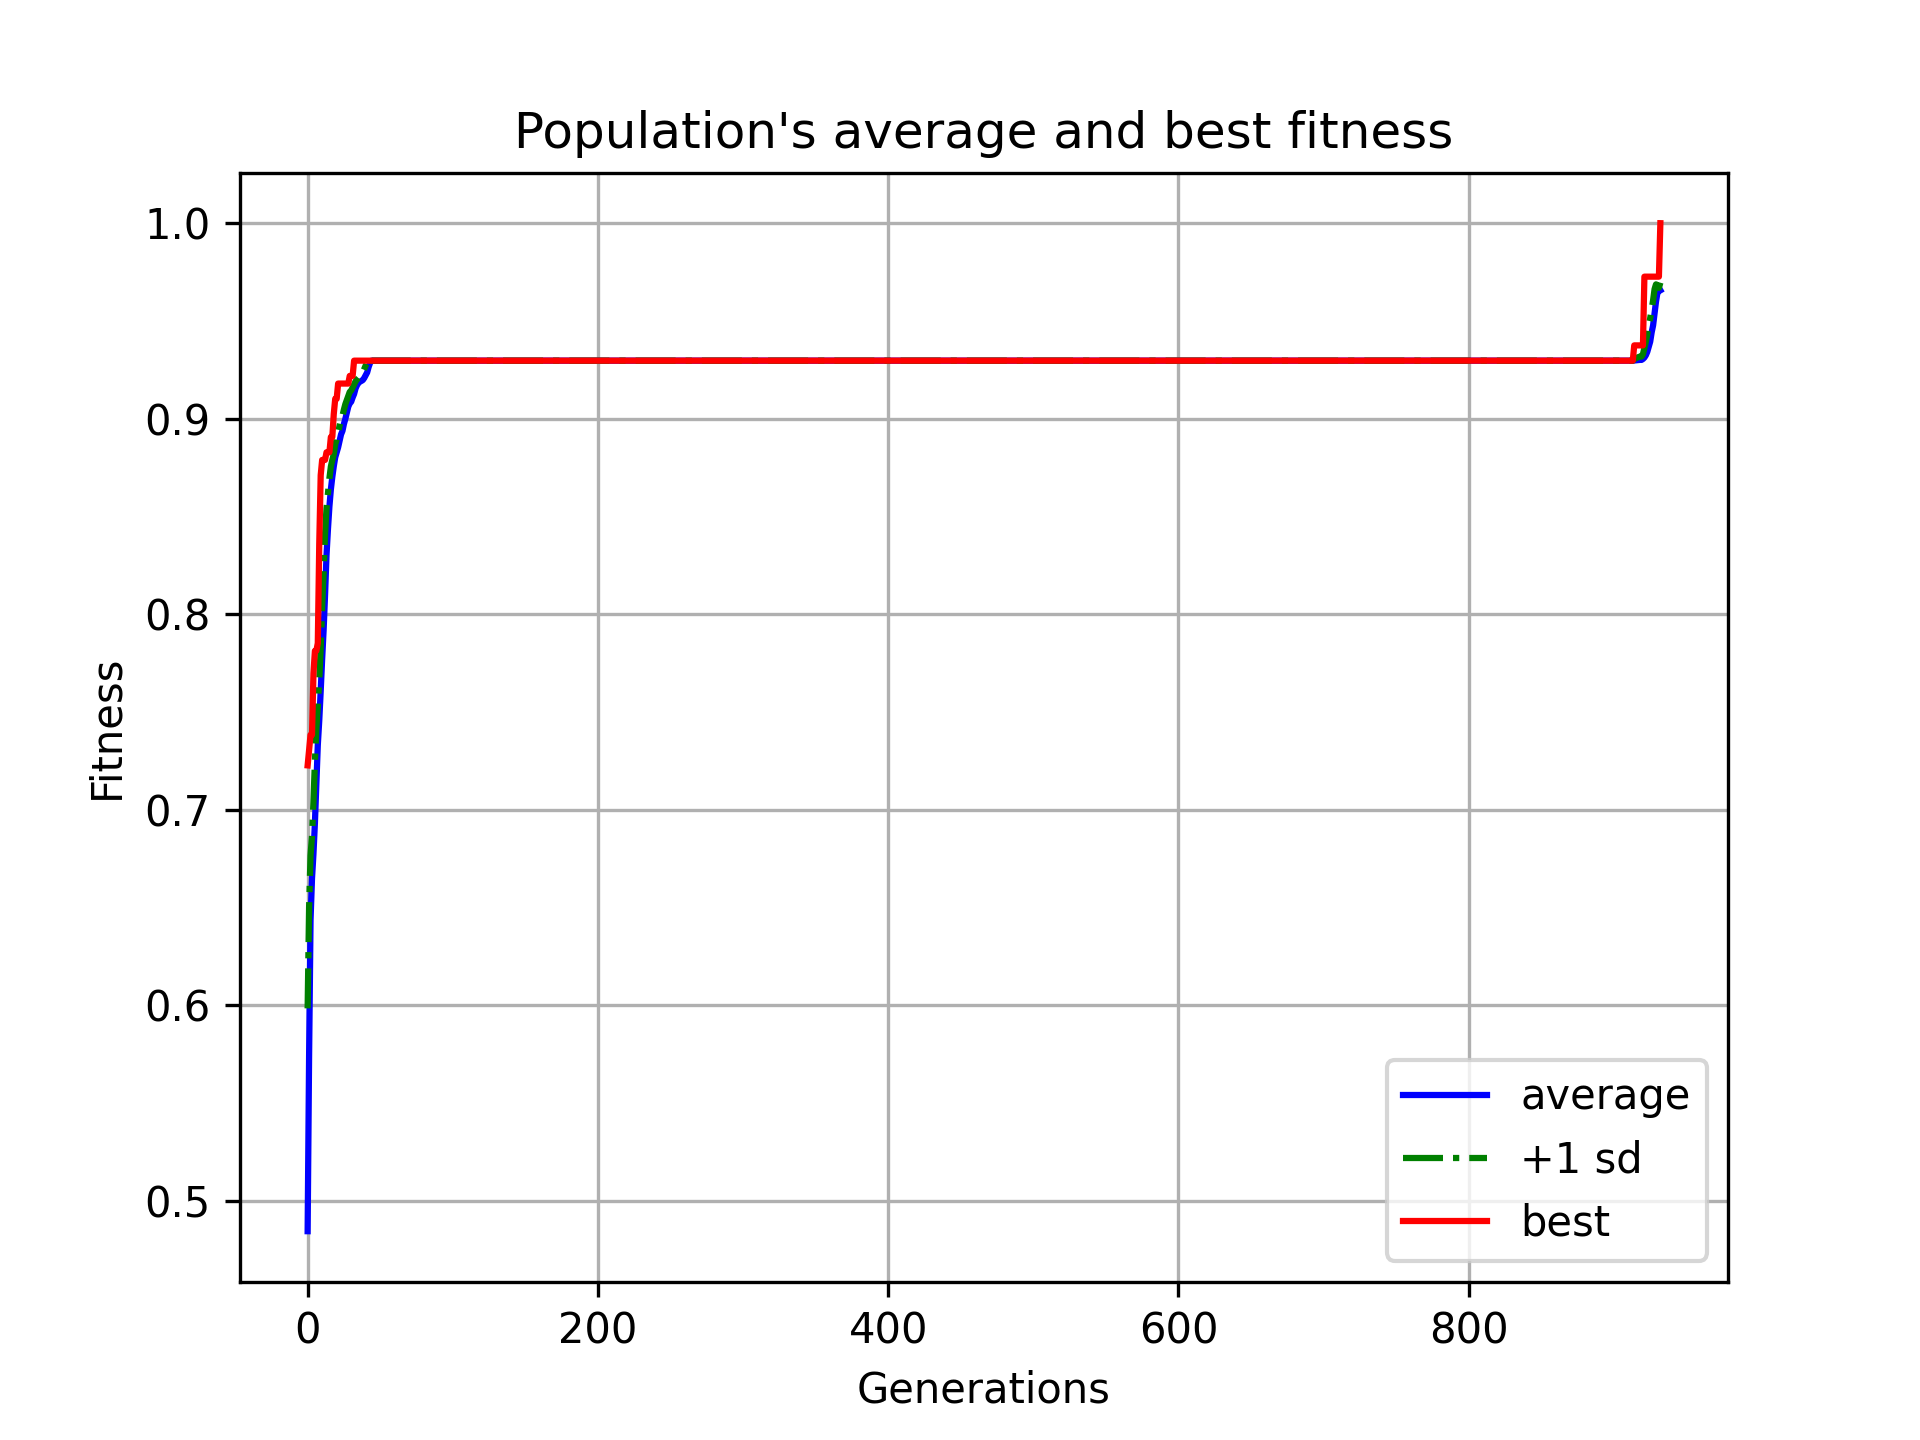 Population's average and best fitness
1.0
0.9
0.8
0.7
0.6
0.5
Fitness
0
200
400
600
800
Generations
average
+1 sd
best